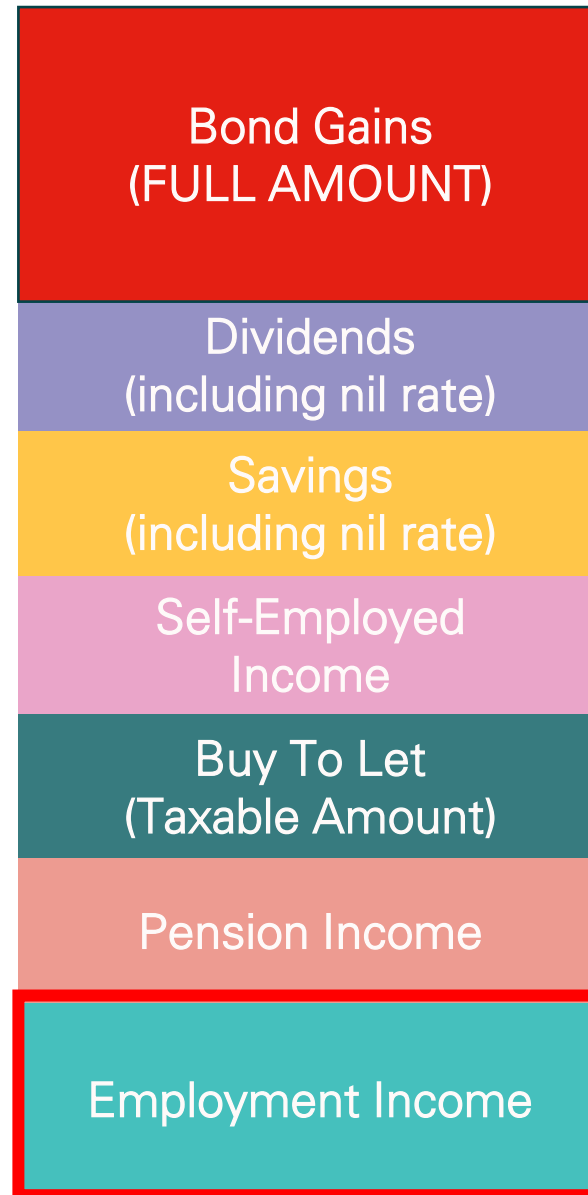 Bond Gains
(FULL AMOUNT)
Dividends
(including nil rate)
Savings
(including nil rate)
Self-Employed
Income
Buy To Let
(Taxable Amount)
Pension Income
Employment Income